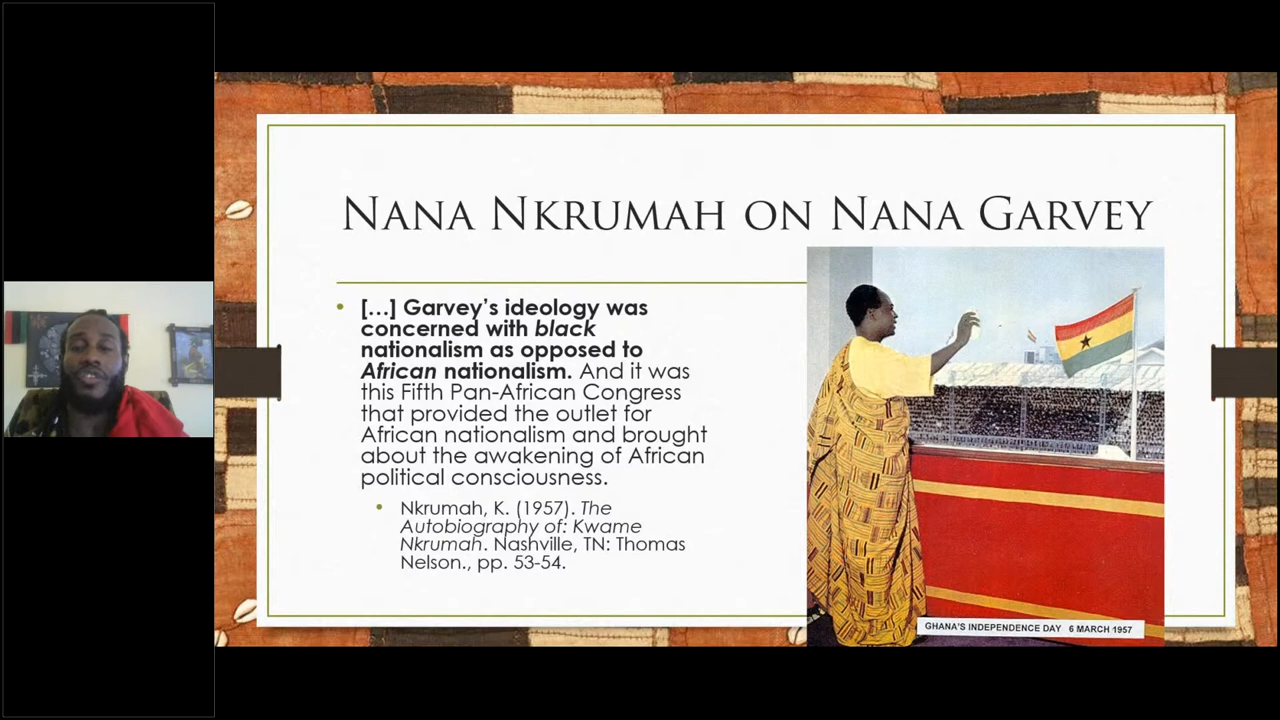 NANA NKRUMAH ON NANA GARVEY
• [...] Garvey's ideology was
concerned with black
nationalism as opposed to
African nationalism. And it was
this Fifth Pan-African Congress
that provided the outlet for
African nationalism and brought
about the awakening of African
political consciousness.
• Nkrumah, K. (1957). The
Autobiography of: Kwame
Nkrumah. Nashville, TN: Thomas
Nelson., pp. 53-54.
GHANA'S INDEPENDENCE DAY 6 MARCH 1957